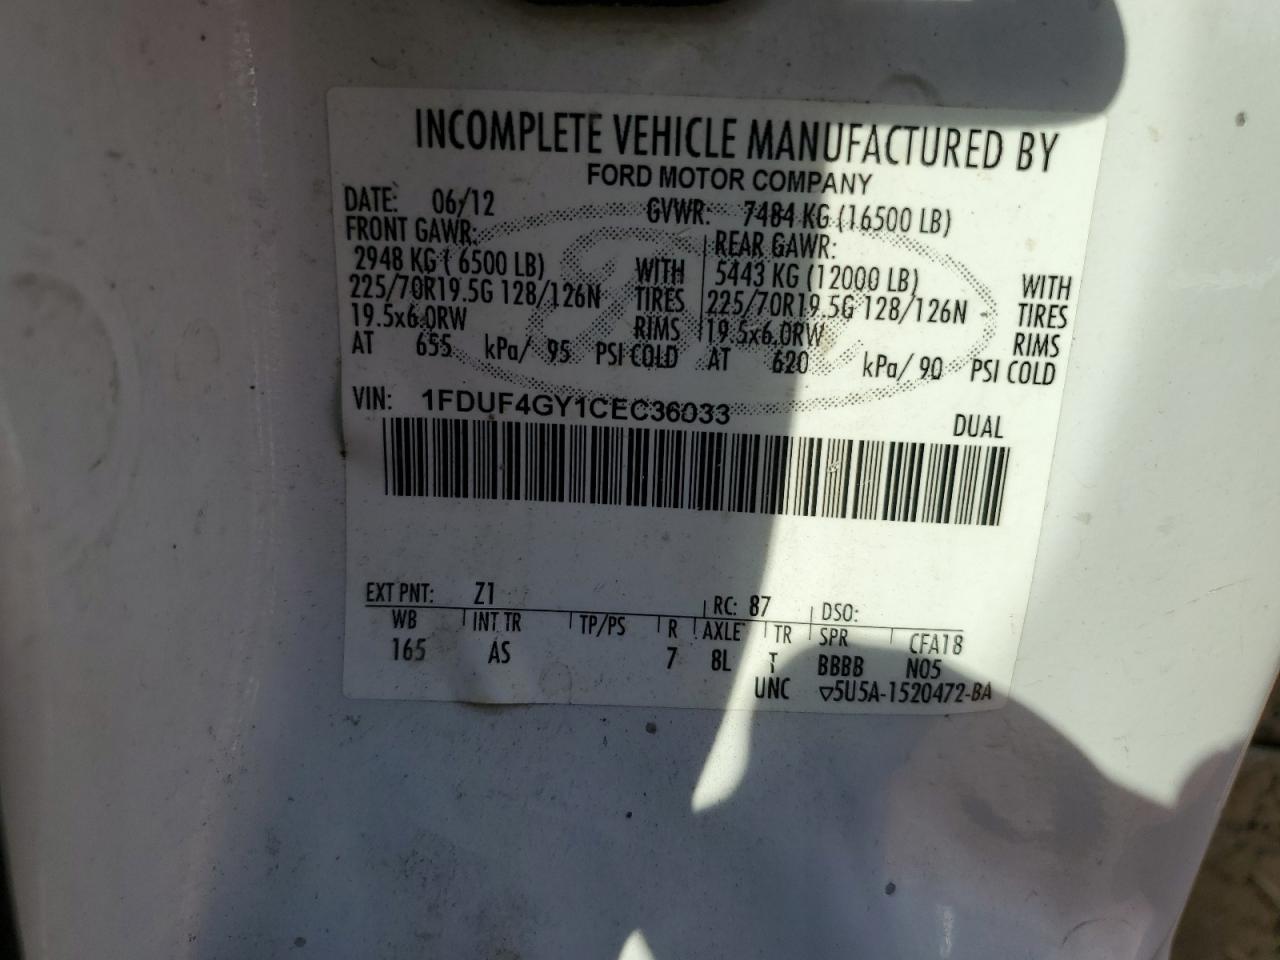 INCOMPLETE VEHICLE MANUFACTURED BY
FORD MOTOR COMPANY
DATE: 06/12 GVWR: 7484 KG (16500 LB)
FRONT GAWR: REAR GAWR:
2948 KG ( 6500 LB) WITH 5443 KG (12000 LB) WITH
225/70R19.5G 128/126N TIRES 225/70R19.5G 128/126N TIRES
19.5x6.0RW RIMS 19.5x6.0RW RIMS
AT 655 kPa/ 95 PSI COLD AT 620 kPa/ 90 PSI COLD
VIN: 1FDUF4GY1CEC36033
DUAL
EXT PNT: Z1 RC: 87 DSO:
WB INT TR TP/PS R AXLE TR SPR CFA18
165 AS 7 8L T BBBB N05
UNC ▽5U5A-1520472-BA